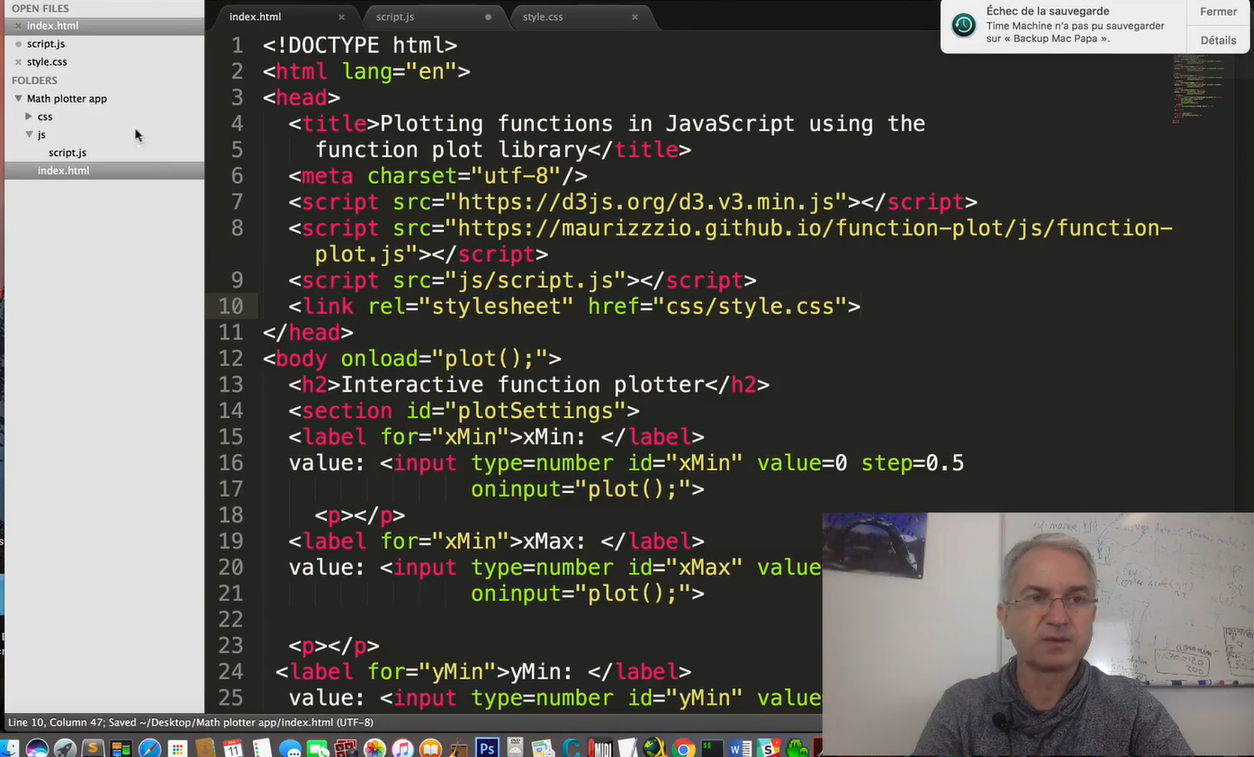 OPEN FILES
index.html
script.js
style.css
FOLDERS
Math plotter app
css
js
script.js
index.html
index.html
script.js
style.css
Échec de la sauvegarde
Time Machine n'a pas pu sauvegarder
sur « Backup Mac Papa ».
Fermer
Détails
1 <!DOCTYPE html>
2 <html lang="en">
3 <head>
4 <title>Plotting functions in JavaScript using the
5 function plot library</title>
6 <meta charset="utf-8"/>
7 <script src="https://d3js.org/d3.v3.min.js"></script>
8 <script src="https://maurizzzio.github.io/function-plot/js/function-
plot.js"></script>
9 <script src="js/script.js"></script>
10 <link rel="stylesheet" href="css/style.css">
11 </head>
12 <body onload="plot();">
13 <h2>Interactive function plotter</h2>
14 <section id="plotSettings">
15 <label for="xMin">xMin: </label>
16 value: <input type=number id="xMin" value=0 step=0.5
17 oninput="plot();">
18 <p></p>
19 <label for="xMin">xMax: </label>
20 value: <input type=number id="xMax" value
21 oninput="plot();">
22
23 <p></p>
24 <label for="yMin">yMin: </label>
25 value: <input type=number id="yMin" value
Line 10, Column 47; Saved ~/Desktop/Math plotter app/index.html (UTF-8)